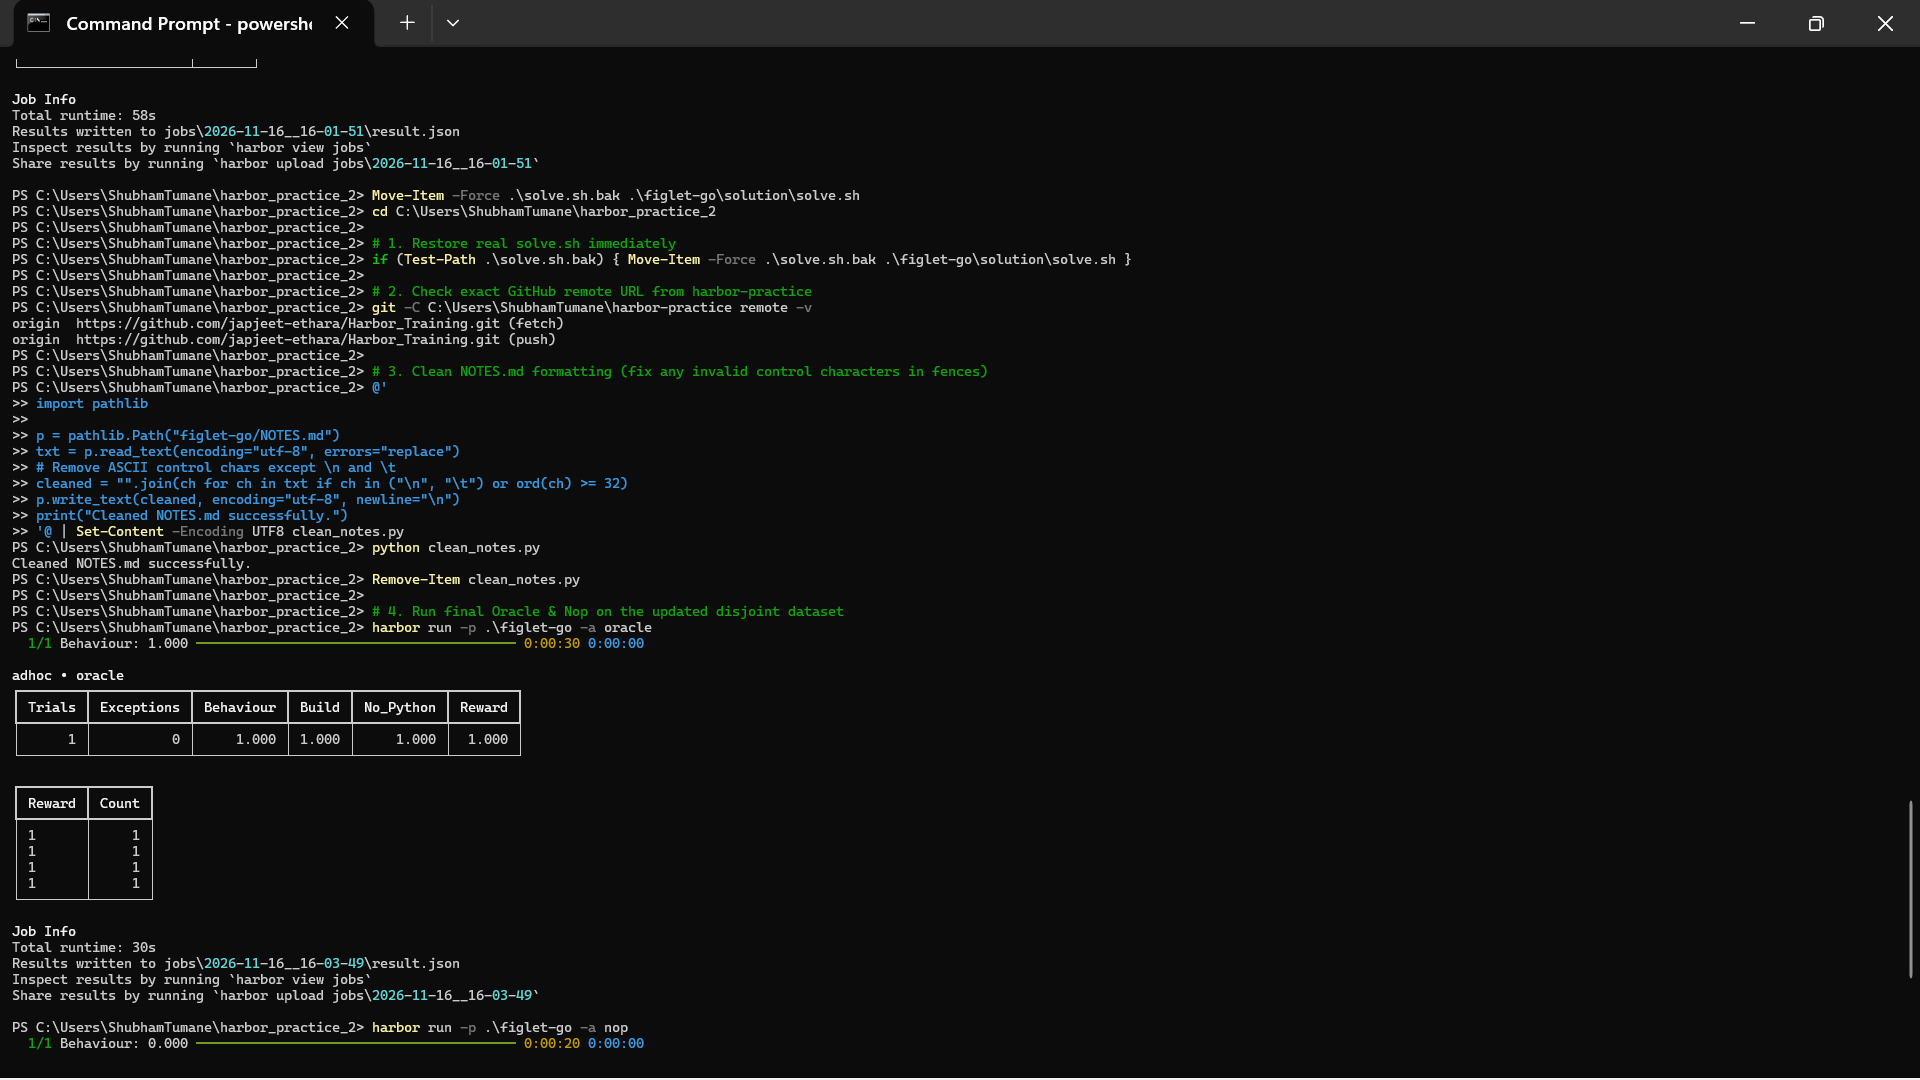 Command Prompt - powershe
Job Info
Total runtime: 58s
Results written to jobs\2026-11-16__16-01-51\result.json
Inspect results by running `harbor view jobs`
Share results by running `harbor upload jobs\2026-11-16__16-01-51`
PS C:\Users\ShubhamTumane\harbor_practice_2> Move-Item -Force .\solve.sh.bak .\figlet-go\solution\solve.sh
PS C:\Users\ShubhamTumane\harbor_practice_2> cd C:\Users\ShubhamTumane\harbor_practice_2
PS C:\Users\ShubhamTumane\harbor_practice_2>
PS C:\Users\ShubhamTumane\harbor_practice_2> # 1. Restore real solve.sh immediately
PS C:\Users\ShubhamTumane\harbor_practice_2> if (Test-Path .\solve.sh.bak) { Move-Item -Force .\solve.sh.bak .\figlet-go\solution\solve.sh }
PS C:\Users\ShubhamTumane\harbor_practice_2>
PS C:\Users\ShubhamTumane\harbor_practice_2> # 2. Check exact GitHub remote URL from harbor-practice
PS C:\Users\ShubhamTumane\harbor_practice_2> git -C C:\Users\ShubhamTumane\harbor-practice remote -v
origin  https://github.com/japjeet-ethara/Harbor_Training.git (fetch)
origin  https://github.com/japjeet-ethara/Harbor_Training.git (push)
PS C:\Users\ShubhamTumane\harbor_practice_2>
PS C:\Users\ShubhamTumane\harbor_practice_2> # 3. Clean NOTES.md formatting (fix any invalid control characters in fences)
PS C:\Users\ShubhamTumane\harbor_practice_2> @'
>> import pathlib
>>
>> p = pathlib.Path("figlet-go/NOTES.md")
>> txt = p.read_text(encoding="utf-8", errors="replace")
>> # Remove ASCII control chars except \n and \t
>> cleaned = "".join(ch for ch in txt if ch in ("\n", "\t") or ord(ch) >= 32)
>> p.write_text(cleaned, encoding="utf-8", newline="\n")
>> print("Cleaned NOTES.md successfully.")
>> '@ | Set-Content -Encoding UTF8 clean_notes.py
PS C:\Users\ShubhamTumane\harbor_practice_2> python clean_notes.py
Cleaned NOTES.md successfully.
PS C:\Users\ShubhamTumane\harbor_practice_2> Remove-Item clean_notes.py
PS C:\Users\ShubhamTumane\harbor_practice_2>
PS C:\Users\ShubhamTumane\harbor_practice_2> # 4. Run final Oracle & Nop on the updated disjoint dataset
PS C:\Users\ShubhamTumane\harbor_practice_2> harbor run -p .\figlet-go -a oracle
1/1 Behaviour: 1.000 0:00:30 0:00:00
adhoc • oracle
Trials Exceptions Behaviour Build No_Python Reward
1 0 1.000 1.000 1.000 1.000
Reward Count
1 1
1 1
1 1
1 1
Job Info
Total runtime: 30s
Results written to jobs\2026-11-16__16-03-49\result.json
Inspect results by running `harbor view jobs`
Share results by running `harbor upload jobs\2026-11-16__16-03-49`
PS C:\Users\ShubhamTumane\harbor_practice_2> harbor run -p .\figlet-go -a nop
1/1 Behaviour: 0.000 0:00:20 0:00:00